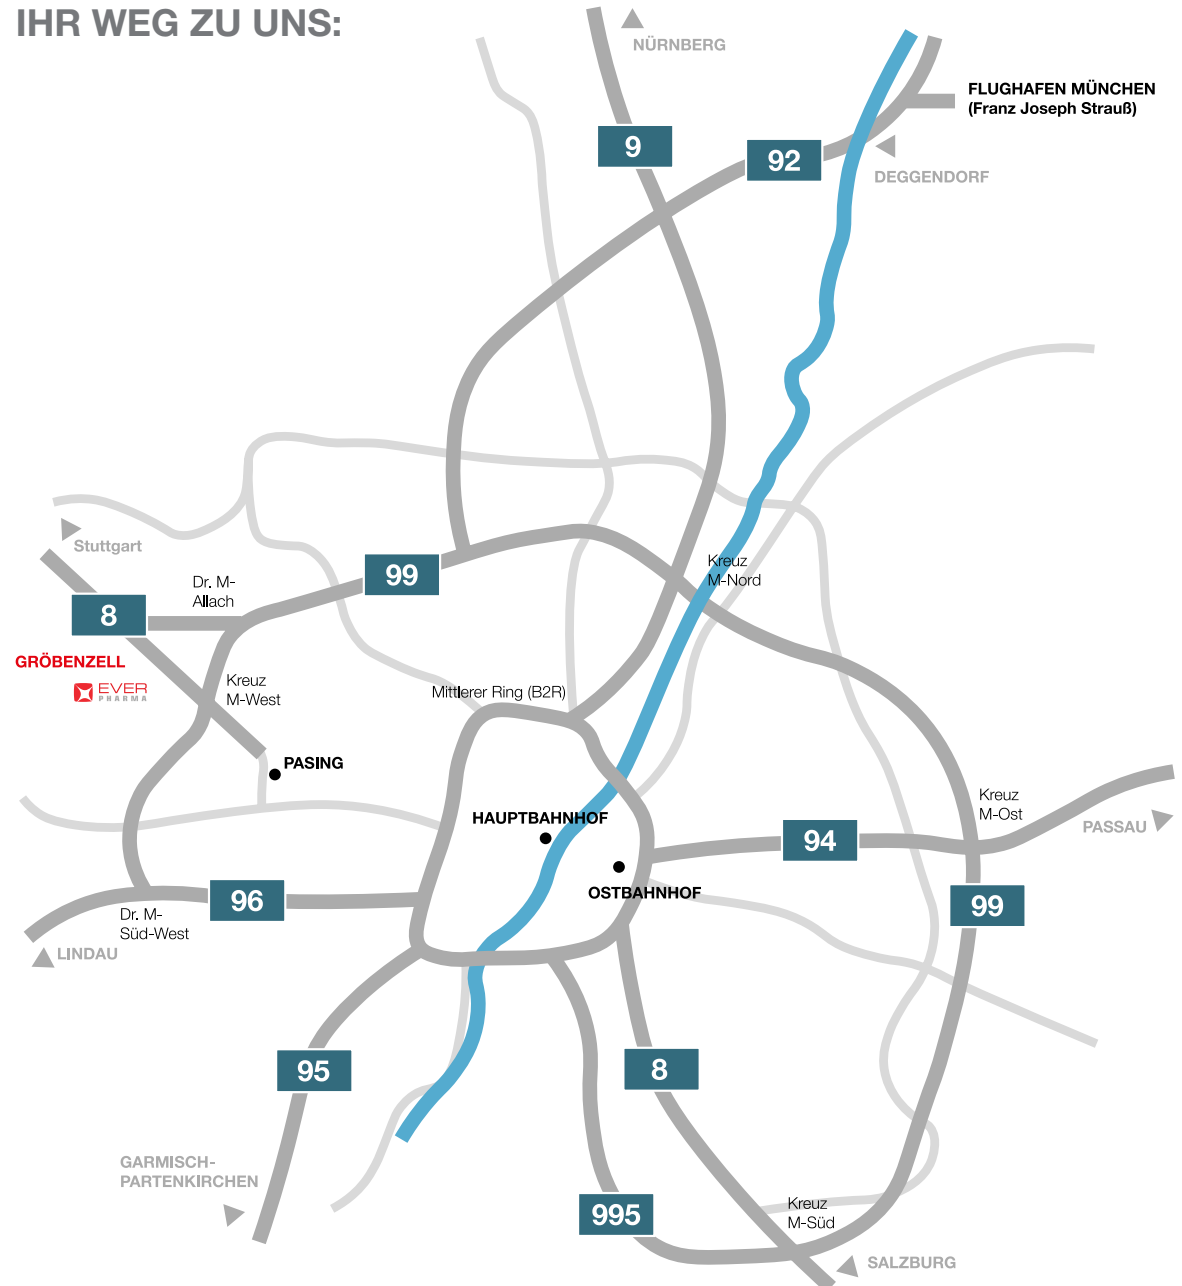 IHR WEG ZU UNS:
NÜRNBERG
FLUGHAFEN MÜNCHEN
(Franz Joseph Strauß)
9
92
DEGGENDORF
Stuttgart
Kreuz
M-Nord
99
Dr. M-
Allach
8
GRÖBENZELL
EVER
PHARMA
Kreuz
M-West
Mittlerer Ring (B2R)
PASING
HAUPTBAHNHOF
Kreuz
M-Ost
PASSAU
94
OSTBAHNHOF
96
99
Dr. M-
Süd-West
LINDAU
95
8
GARMISCH-
PARTENKIRCHEN
995
Kreuz
M-Süd
SALZBURG